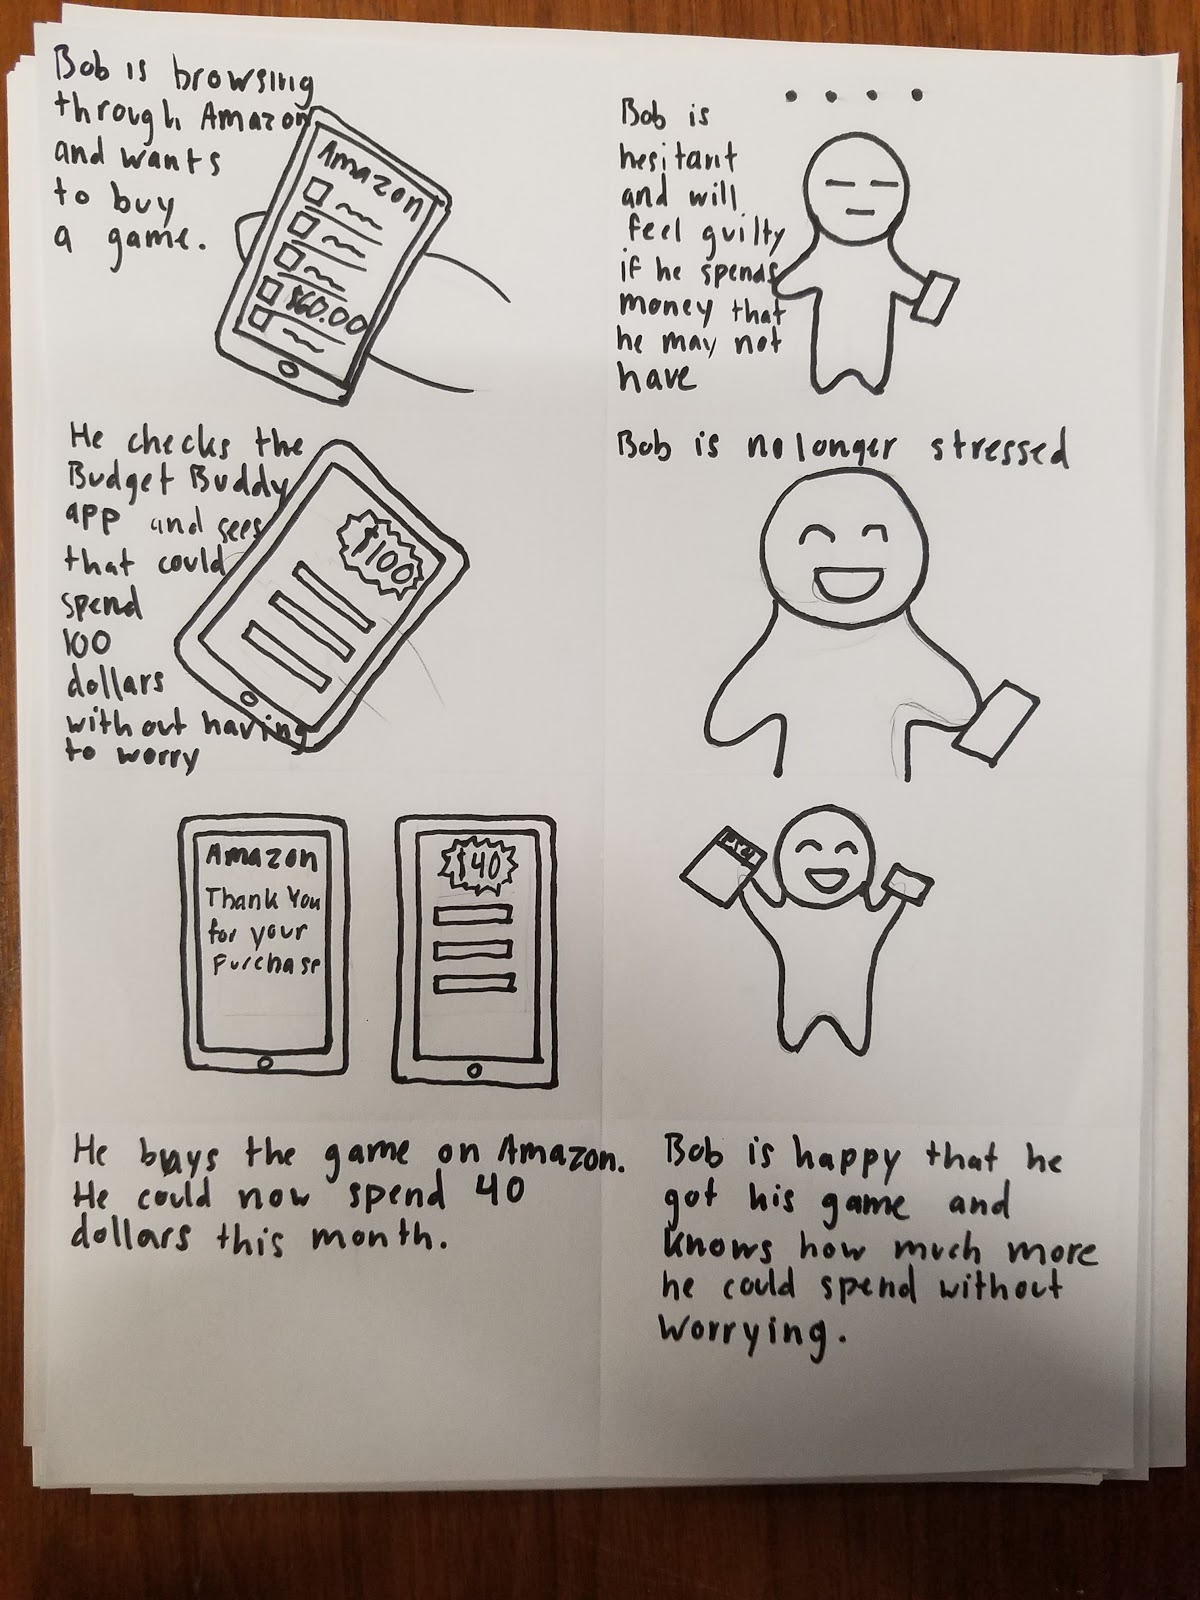 Bob is browsing
through Amazon
and wants
to buy
a game.
Amazon
$60.00
Bob is
hesitant
and will
feel guilty
if he spends
money that
he may not
have
He checks the
Budget Buddy
app and sees
that could
spend
100
dollars
without having
to worry
$100
Bob is no longer stressed
Amazon
Thank You
for your
Purchase
$40
He buys the game on Amazon.
He could now spend 40
dollars this month.
Bob is happy that he
got his game and
knows how much more
he could spend without
worrying.